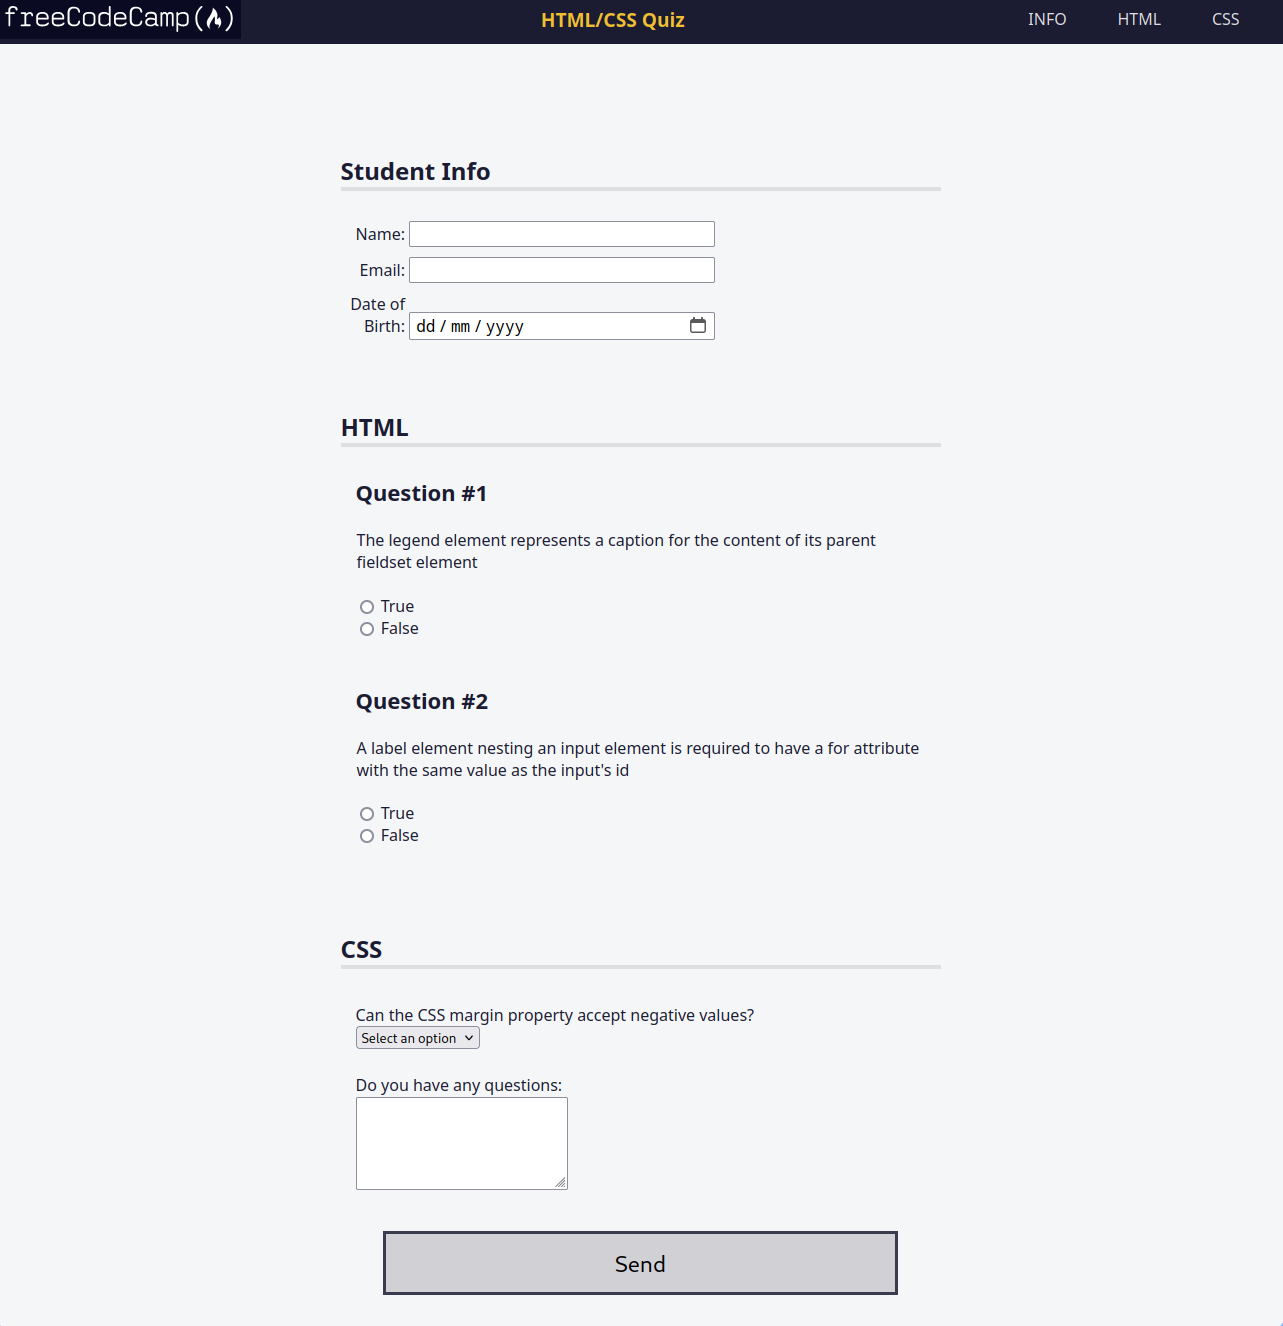 freeCodeCamp HTML/CSS Quiz INFO HTML CSS
Student Info
Name:
Email:
Date of
Birth: dd / mm / yyyy
HTML
Question #1
The legend element represents a caption for the content of its parent
fieldset element
True
False
Question #2
A label element nesting an input element is required to have a for attribute
with the same value as the input's id
True
False
CSS
Can the CSS margin property accept negative values?
Select an option
Do you have any questions:
Send